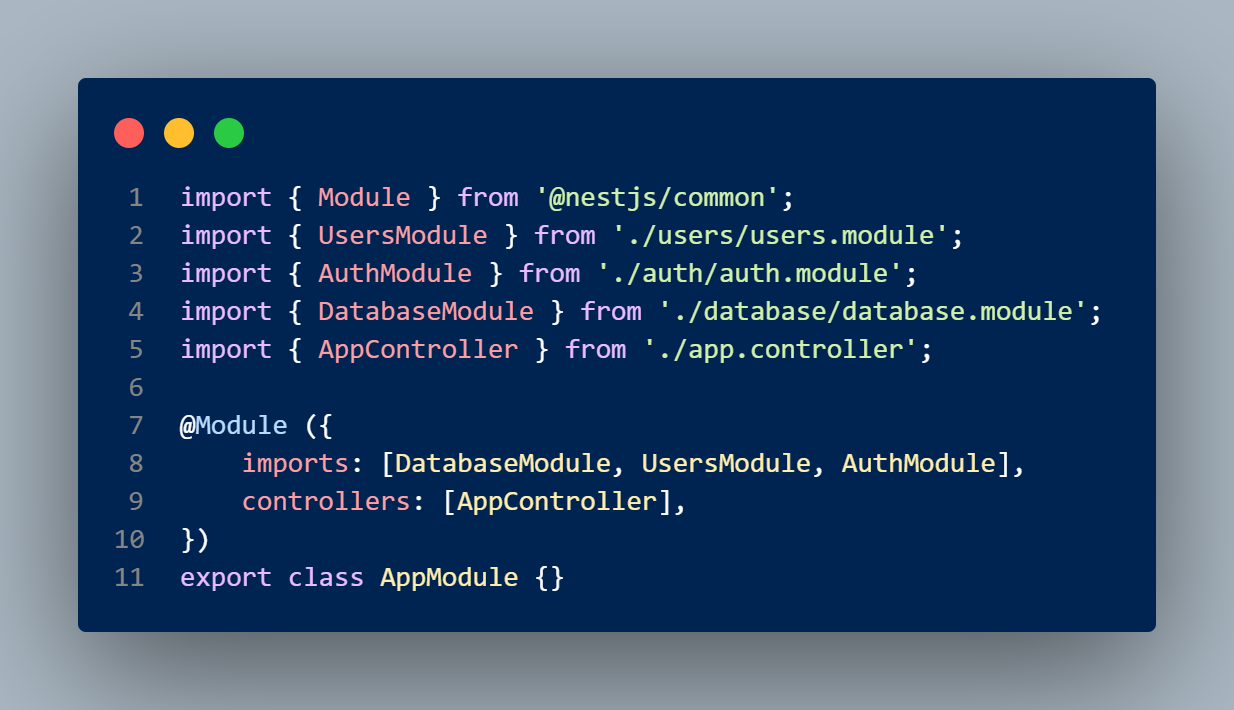 1 import { Module } from '@nestjs/common';
2 import { UsersModule } from './users/users.module';
3 import { AuthModule } from './auth/auth.module';
4 import { DatabaseModule } from './database/database.module';
5 import { AppController } from './app.controller';
6
7 @Module ({
8     imports: [DatabaseModule, UsersModule, AuthModule],
9     controllers: [AppController],
10 })
11 export class AppModule {}